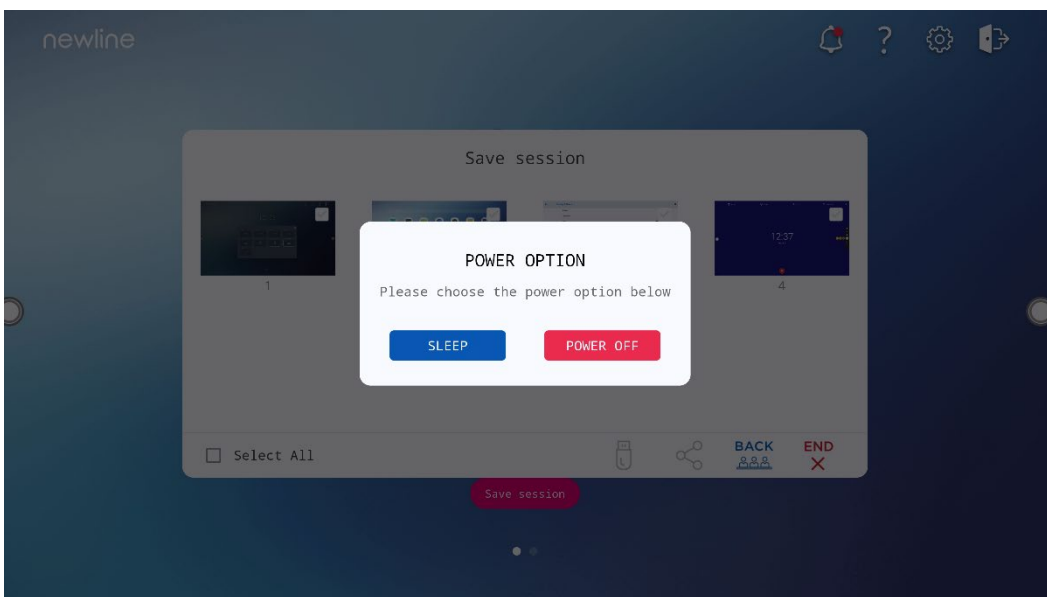 newline
?
Save session
12:37
1
4
POWER OPTION
Please choose the power option below
SLEEP
POWER OFF
Select All
BACK
END
Save session